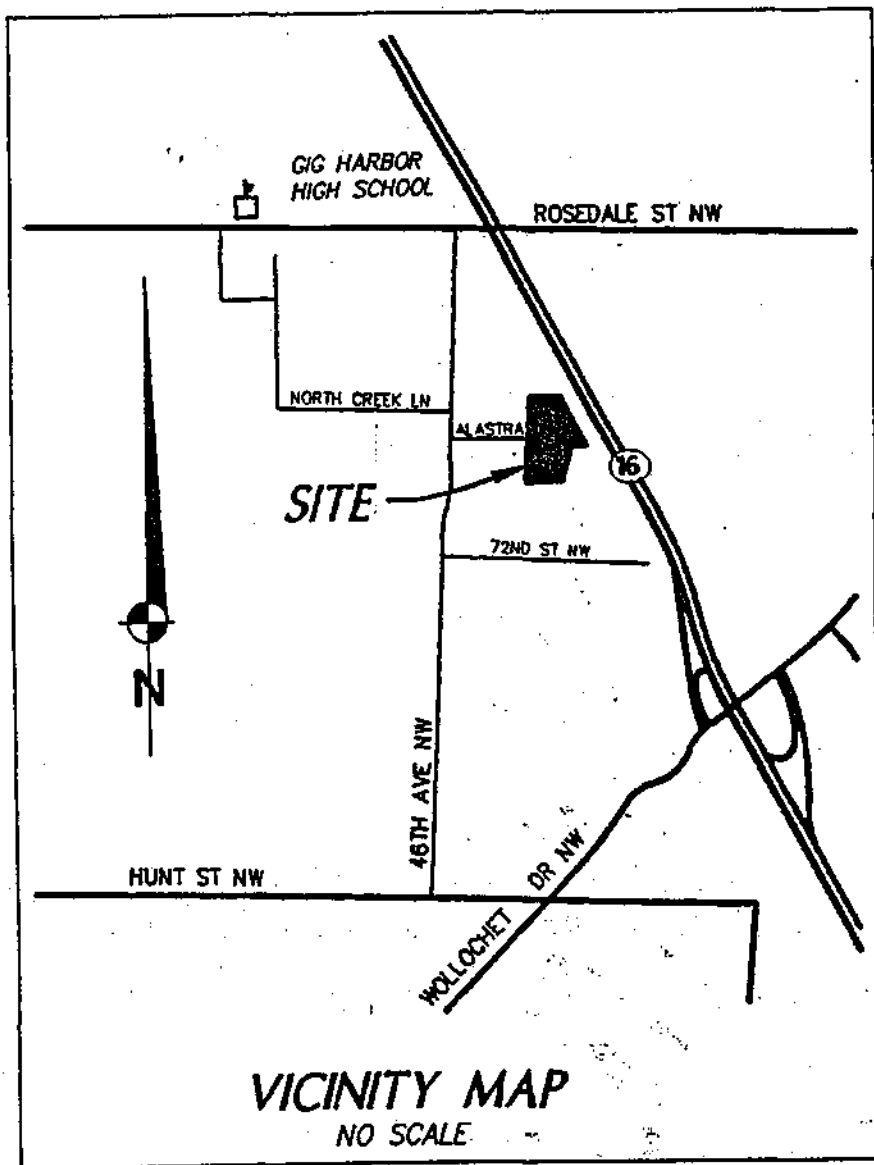 GIG HARBOR
HIGH SCHOOL
ROSEDALE ST NW
NORTH CREEK LN
ALASTRA
16
SITE
72ND ST NW
N
46TH AVE NW
HUNT ST NW
WOLLOCHET DR NW
VICINITY MAP
NO SCALE